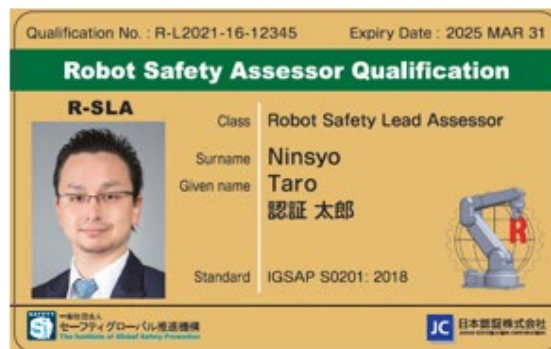 Qualification No. : R-L2021-16-12345 Expiry Date : 2025 MAR 31
Robot Safety Assessor Qualification
R-SLA
Class Robot Safety Lead Assessor
Surname Ninsyo
Given name Taro
認証 太郎
Standard IGSAP S0201: 2018
R
SAFETY
一般社団法人
セーフティグローバル推進機構
The Institute of Global Safety Promotion
JC 日本認証株式会社